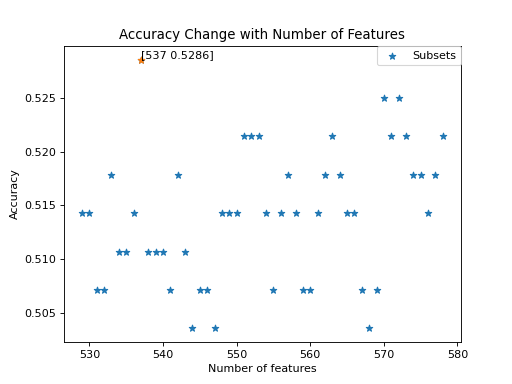 Accuracy Change with Number of Features
[537 0.5286]
Subsets
0.525
0.520
0.515
0.510
0.505
Accuracy
530 540 550 560 570 580
Number of features